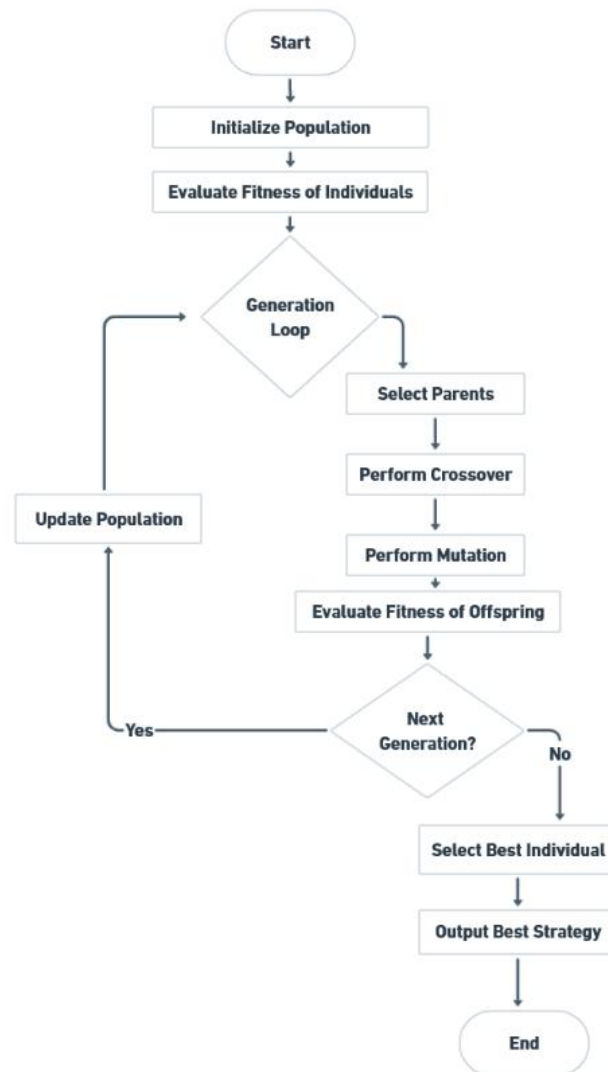 Start
Initialize Population
Evaluate Fitness of Individuals
Generation
Loop
Select Parents
Perform Crossover
Update Population
Perform Mutation
Evaluate Fitness of Offspring
Next
Generation?
Yes
No
Select Best Individual
Output Best Strategy
End